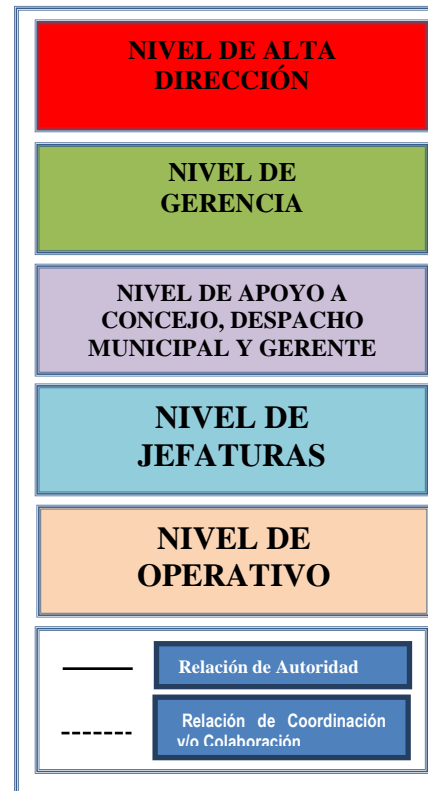 NIVEL DE ALTA
DIRECCIÓN
NIVEL DE
GERENCIA
NIVEL DE APOYO A
CONCEJO, DESPACHO
MUNICIPAL Y GERENTE
NIVEL DE
JEFATURAS
NIVEL DE
OPERATIVO
Relación de Autoridad
Relación de Coordinación
y/o Colaboración